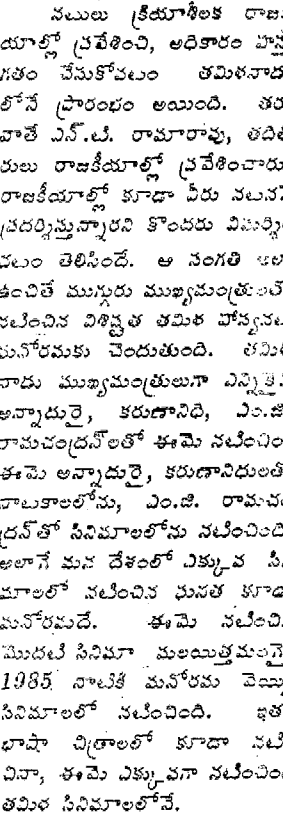 నటులు క్రియాశీలక రాజ
యాల్లో ప్రవేశించి, అధికారం హస్త
గతం చేసుకోవటం తమిళనాడు
లోనే ప్రారంభం అయింది. తరు
వాతే ఎన్.టి. రామారావు, తదిత
రులు రాజకీయాల్లో ప్రవేశించారు
రాజకీయాల్లో కూడా వీరు నటన
ప్రదర్శిస్తున్నారని కొందరు విమర్శిం
చటం తెలిసిందే. ఆ సంగతి అలా
ఉంచితే ముగ్గురు ముఖ్యమంత్రులతో
నటించిన విశిష్టత తమిళ హాస్యనటి
మనోరమకు చెందుతుంది. తమిళ
నాడు ముఖ్యమంత్రులుగా ఎన్నికై
అన్నాదురై, కరుణానిధి, ఎం.జి
రామచంద్రన్‌లతో ఈమె నటించిం
ఈమె అన్నాదురై, కరుణానిధులతో
నాటకాలలోను, ఎం.జి. రామచం
ద్రన్‌తో సినిమాలలోను నటించింది
అలాగే మన దేశంలో ఎక్కువ సి
మాలలో నటించిన ఘనత కూడా
మనోరమదే. ఈమె నటించి
మొదటి సినిమా మలయిత్తమంగై
1985 నాటికి మనోరమ వెయ్యి
సినిమాలలో నటించింది. ఇత
భాషా చిత్రాలలో కూడా నటి
చినా, ఈమె ఎక్కువగా నటించిం
తమిళ సినిమాలలోనే.